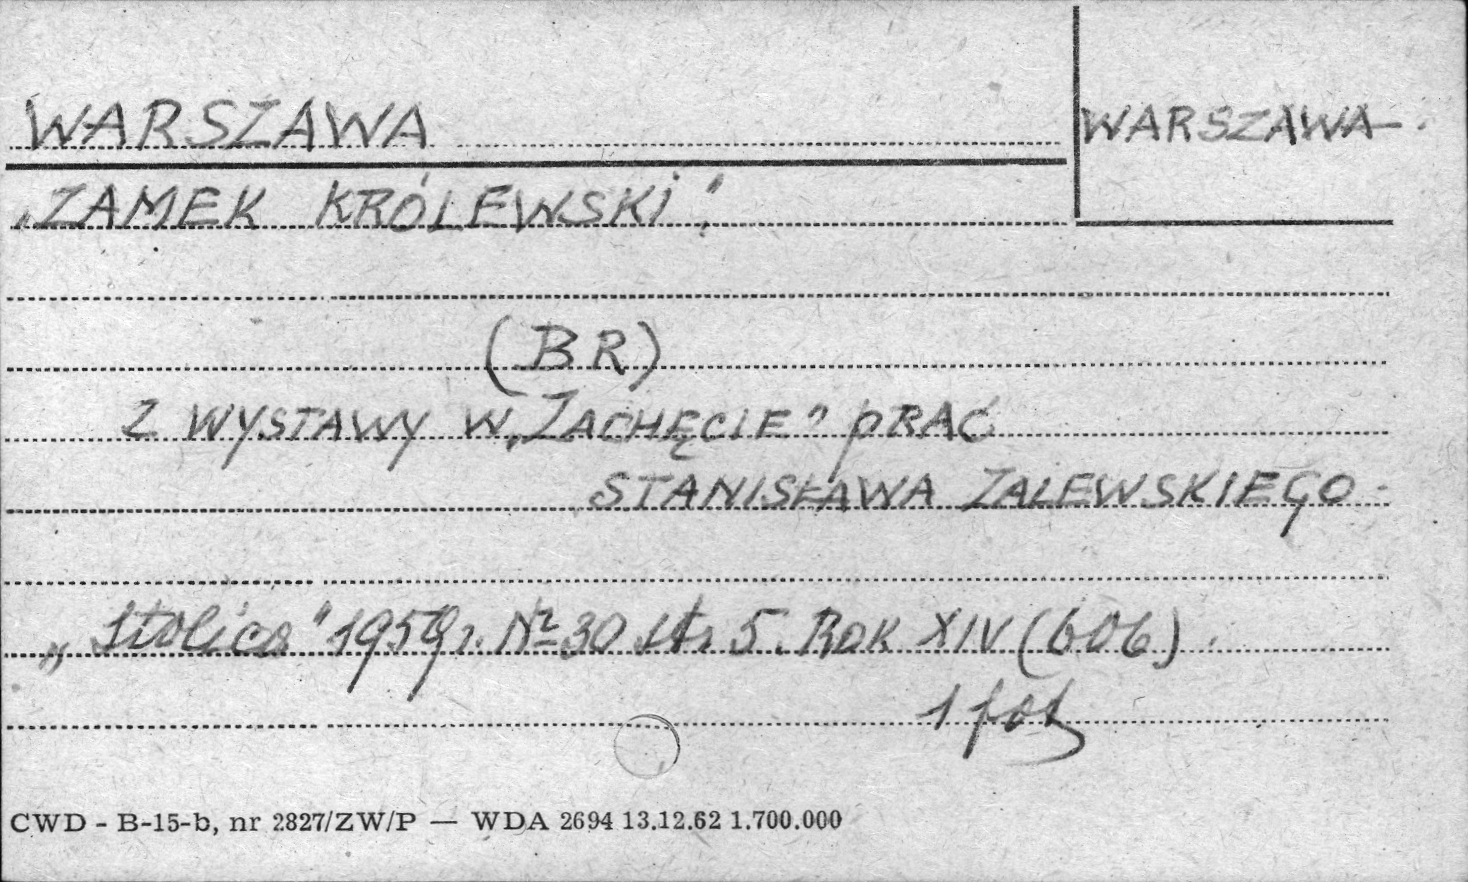 WARSZAWA
WARSZAWA-.
„ZAMEK KRÓLEWSKI".
(BR)
Z WYSTAWY W „ZACHĘCIE" PRAC
STANISŁAWA ZALEWSKIEGO-
„Stolica" 1959 r. Nr 30 str 5. ROK XIV (606).
1 fot
CWD - B-15-b, nr 2827/ZW/P — WDA 2694 13.12.62 1.700.000